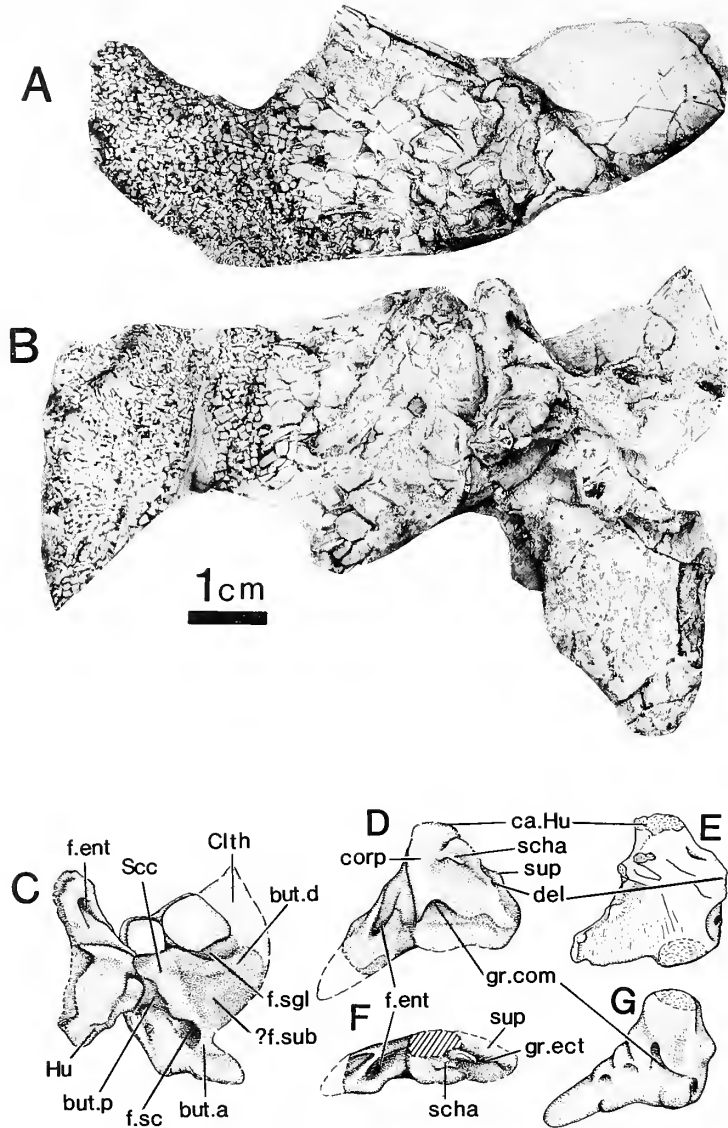 A
B
1cm
C
f.ent
Scc
Clth
but.d
f.sgl
?f.sub
Hu
but.p
f.sc
but.a
D
ca.Hu
E
corp
scha
sup
del
gr.com
f.ent
F
sup
G
gr.ect
scha